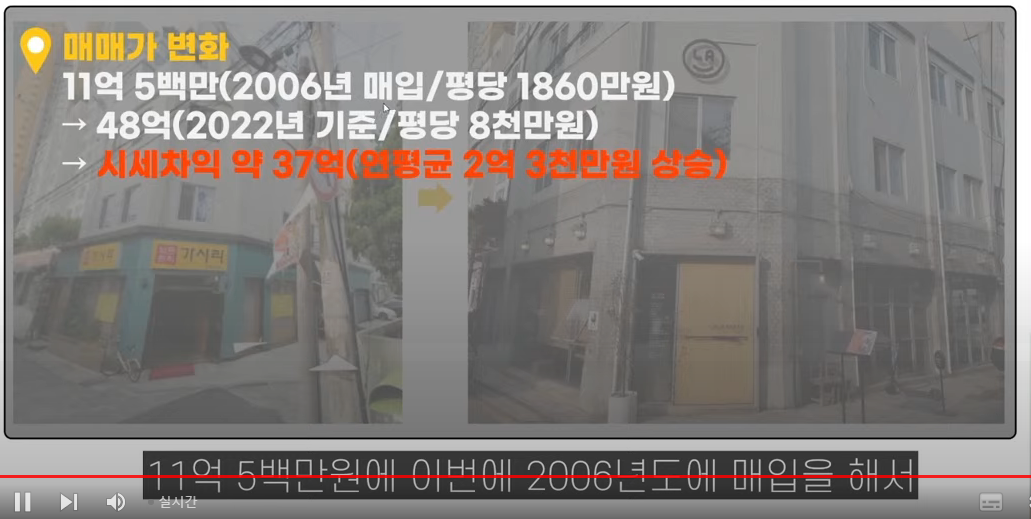 매매가 변화
11억 5백만(2006년 매입/평당 1860만원)
→ 48억(2022년 기준/평당 8천만원)
→ 시세차익 약 37억(연평균 2억 3천만원 상승)
가시리
11억 5백만원에 이번에 2006년도에 매입을 해서
실시간